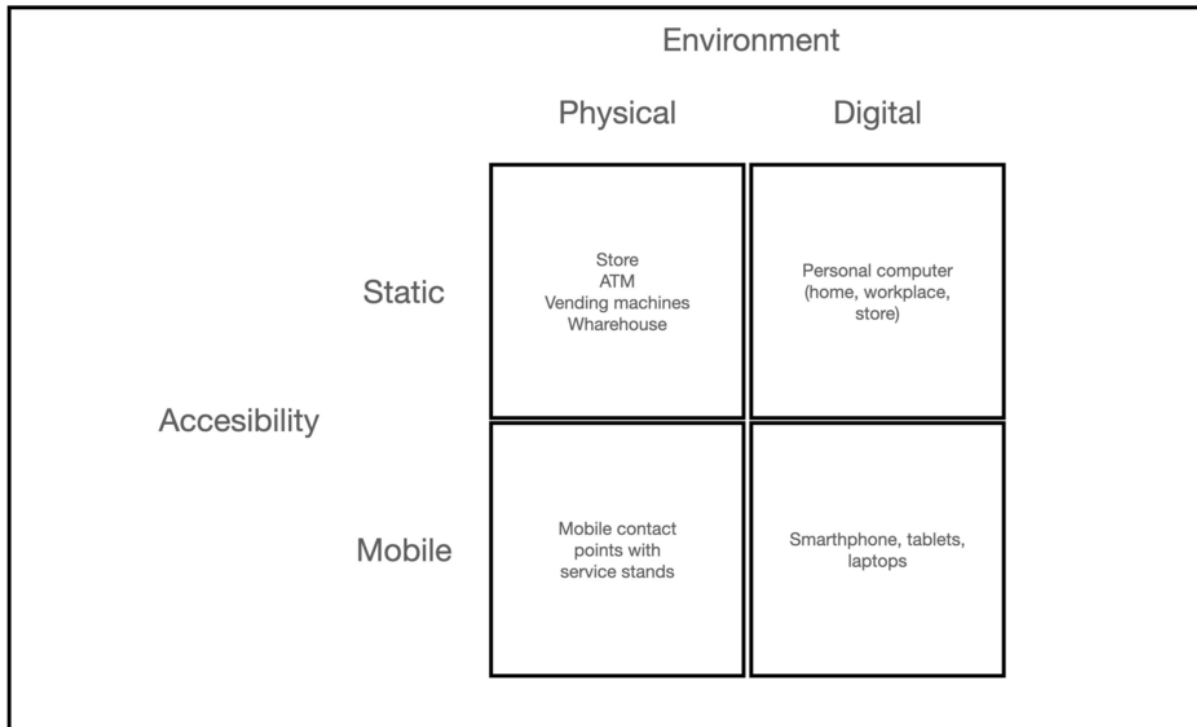 Environment
Physical
Digital
Static
Store
ATM
Vending machines
Wharehouse
Personal computer
(home, workplace,
store)
Accesibility
Mobile
Mobile contact
points with
service stands
Smarthphone, tablets,
laptops